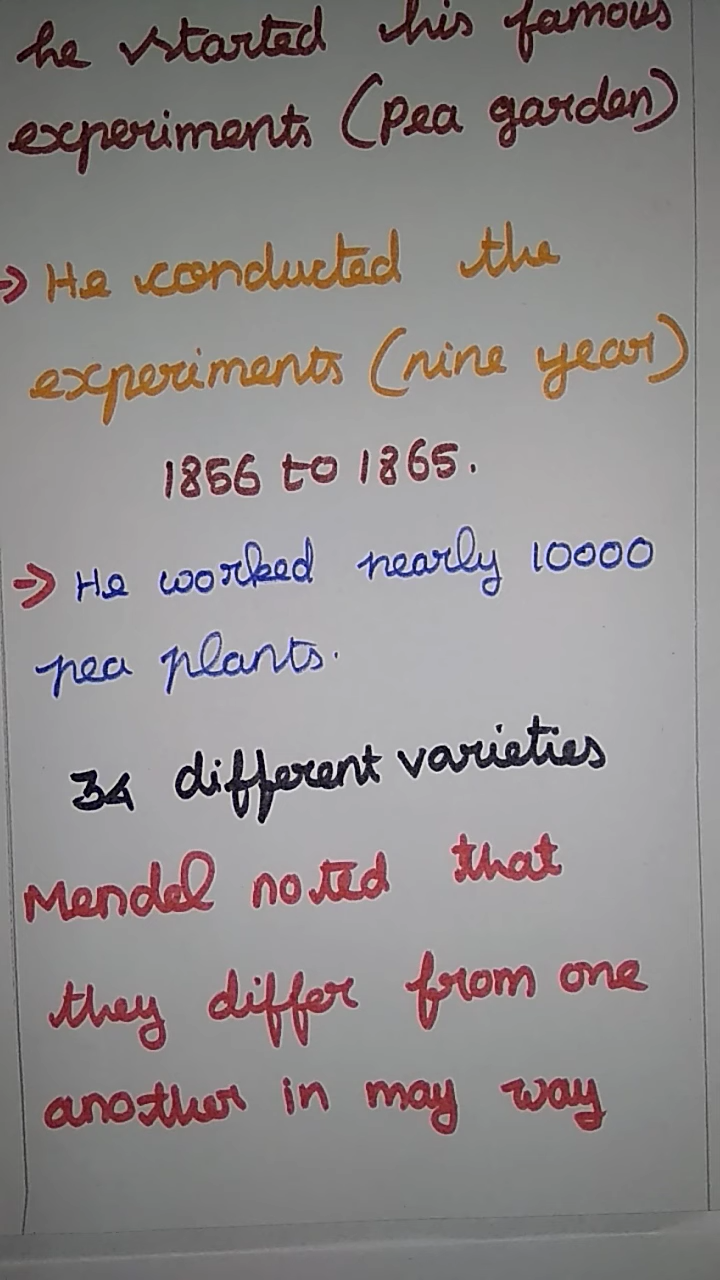 he started his famous
experiments (pea garden)
→ He conducted the
experiments (nine year)
1856 to 1865.
→ He worked nearly 10000
pea plants.
34 different varieties
Mendel noted that
they differ from one
another in may way